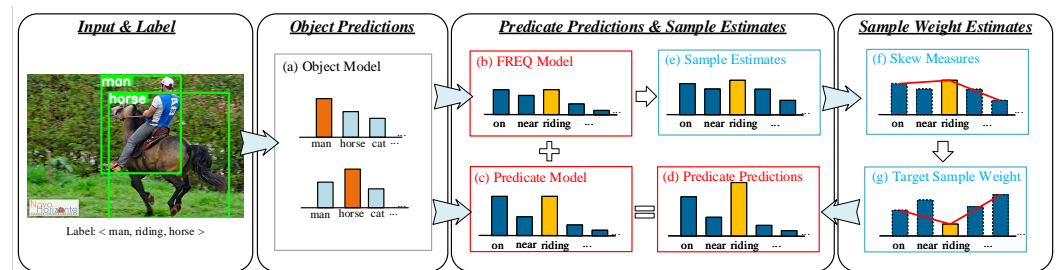 Input & Label
man
horse
Novo
Horizonte
Label: < man, riding, horse >
Object Predictions
(a) Object Model
man horse cat ...
man horse cat ...
Predicate Predictions & Sample Estimates
(b) FREQ Model
on near riding ...
(e) Sample Estimates
on near riding ...
(c) Predicate Model
on near riding ...
(d) Predicate Predictions
on near riding ...
Sample Weight Estimates
(f) Skew Measures
on near riding ...
(g) Target Sample Weight
on near riding ...